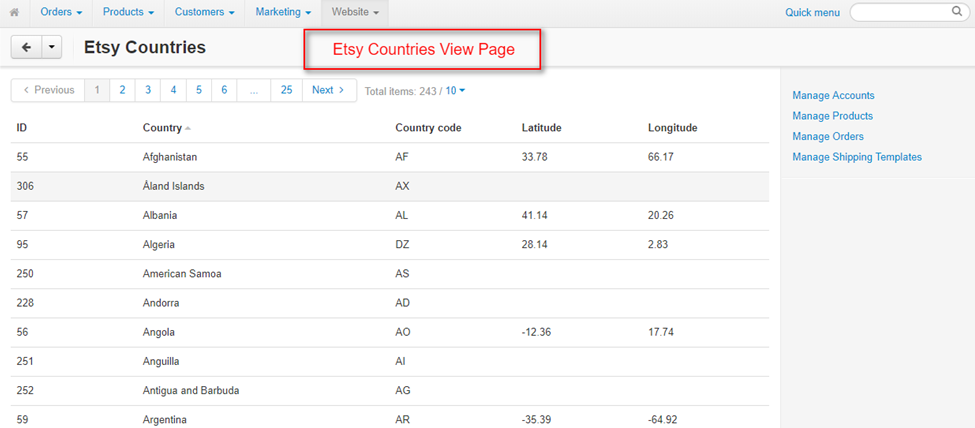 Orders Products Customers Marketing Website Quick menu
Etsy Countries Etsy Countries View Page
Previous 1 2 3 4 5 6 ... 25 Next Total items: 243 / 10
ID Country Country code Latitude Longitude
55 Afghanistan AF 33.78 66.17
306 Åland Islands AX
57 Albania AL 41.14 20.26
95 Algeria DZ 28.14 2.83
250 American Samoa AS
228 Andorra AD
56 Angola AO -12.36 17.74
251 Anguilla AI
252 Antigua and Barbuda AG
59 Argentina AR -35.39 -64.92
Manage Accounts
Manage Products
Manage Orders
Manage Shipping Templates